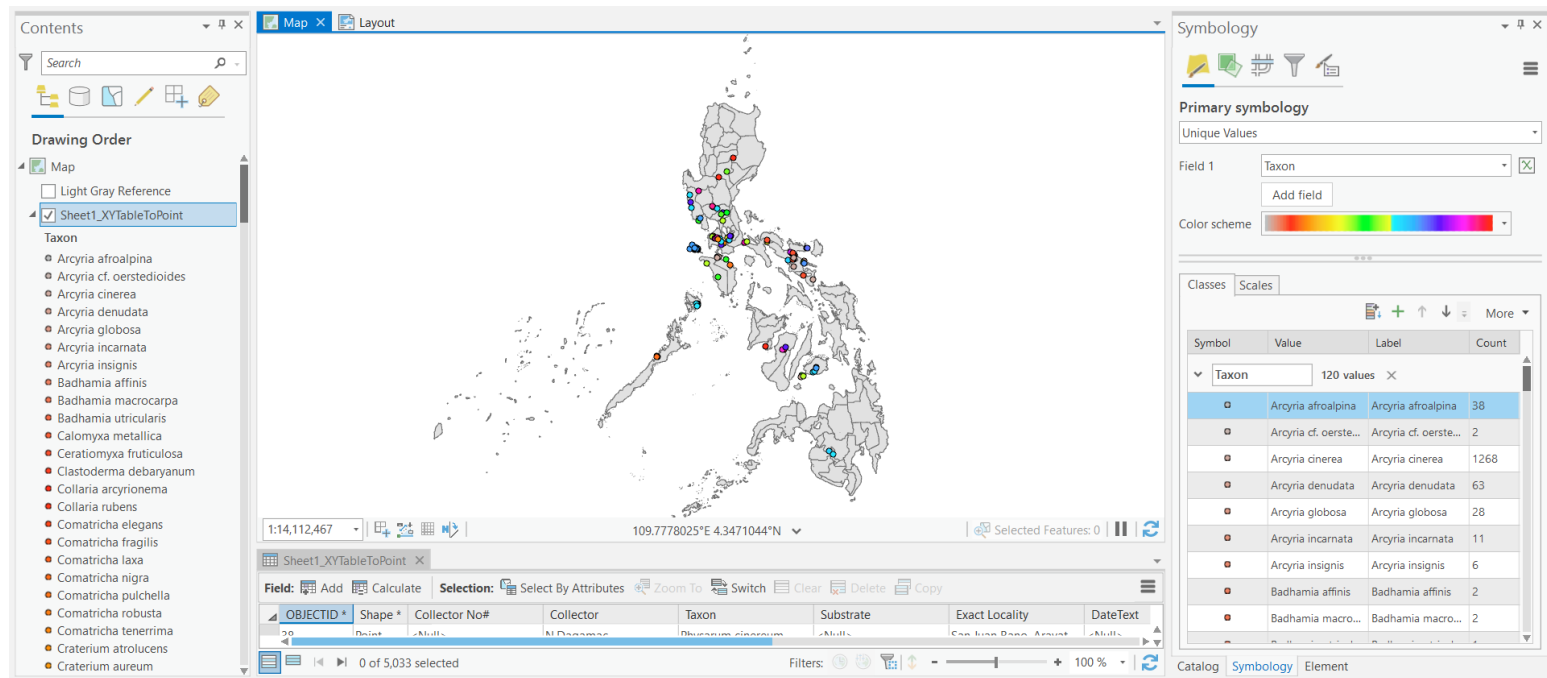 Contents
Search
Drawing Order
Map
Light Gray Reference
Sheet1_XYTableToPoint
Taxon
Arcyria afroalpina
Arcyria cf. oerstedioides
Arcyria cinerea
Arcyria denudata
Arcyria globosa
Arcyria incarnata
Arcyria insignis
Badhamia affinis
Badhamia macrocarpa
Badhamia utricularis
Calomyxa metallica
Ceratiomyxa fruticulosa
Clastoderma debaryanum
Collaria arcyrionema
Collaria rubens
Comatricha elegans
Comatricha fragilis
Comatricha laxa
Comatricha nigra
Comatricha pulchella
Comatricha robusta
Comatricha tenerrima
Craterium atrolucens
Craterium aureum
Map Layout
1:14,112,467 109.7778025°E 4.3471044°N Selected Features: 0
Sheet1_XYTableToPoint
Field: Add Calculate Selection: Select By Attributes Zoom To Switch Clear Delete Copy
OBJECTID * Shape * Collector No# Collector Taxon Substrate Exact Locality DateText
38 Point <Null> N Dagamac Physarum cinereum <Null> San Juan Bano, Arayat <Null>
0 of 5,033 selected Filters: - + 100 %
Symbology
Primary symbology
Unique Values
Field 1 Taxon
Add field
Color scheme
Classes Scales
More
Symbol Value Label Count
Taxon 120 values
Arcyria afroalpina Arcyria afroalpina 38
Arcyria cf. oerste... Arcyria cf. oerste... 2
Arcyria cinerea Arcyria cinerea 1268
Arcyria denudata Arcyria denudata 63
Arcyria globosa Arcyria globosa 28
Arcyria incarnata Arcyria incarnata 11
Arcyria insignis Arcyria insignis 6
Badhamia affinis Badhamia affinis 2
Badhamia macro... Badhamia macro... 2
Catalog Symbology Element